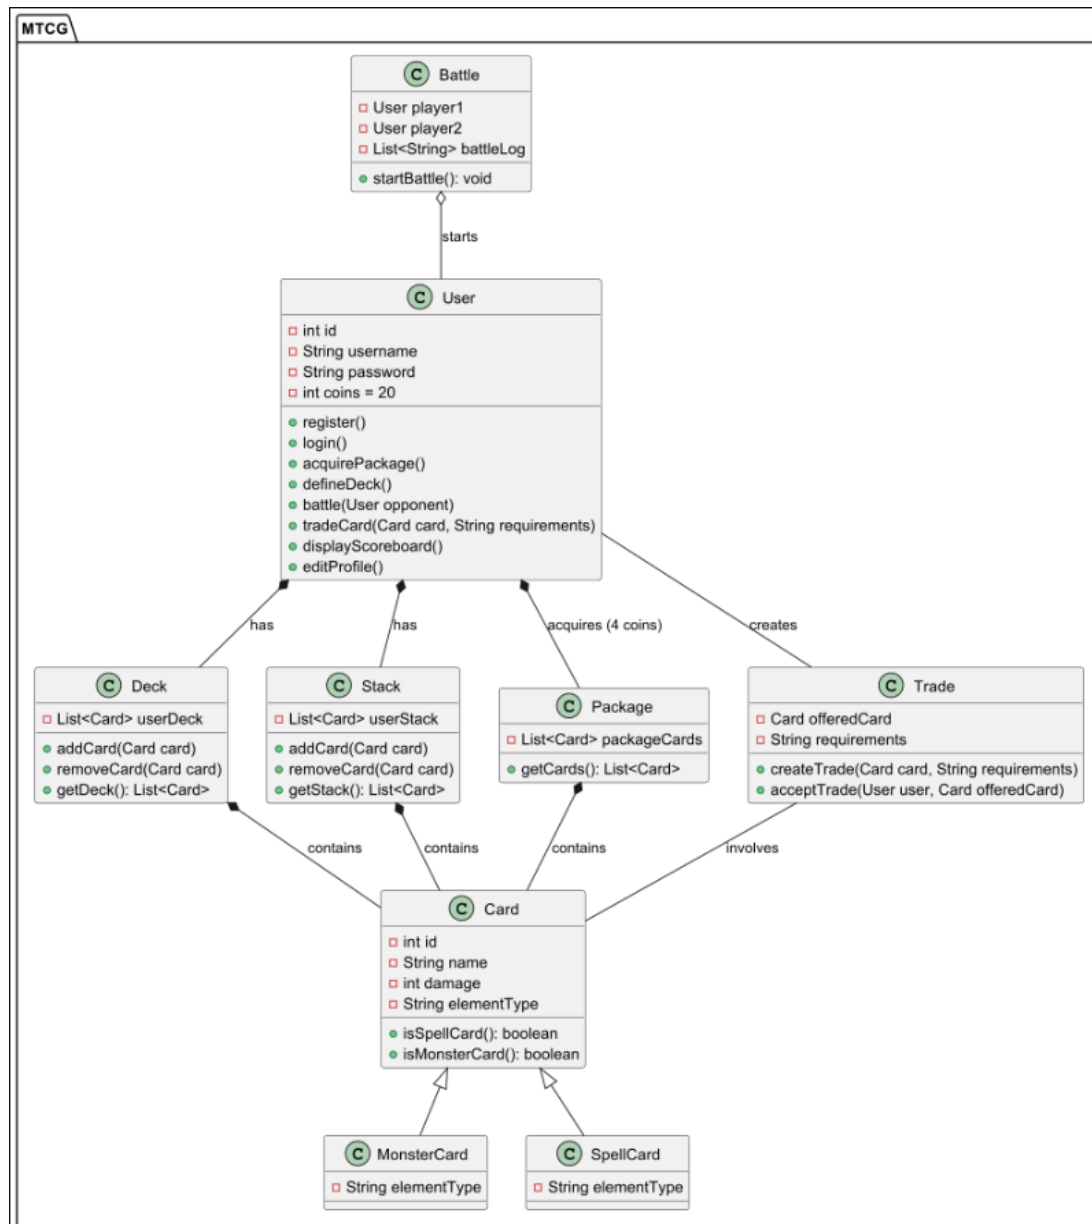 MTCG
C Battle
User player1
User player2
List<String> battleLog
startBattle(): void
starts
C User
int id
String username
String password
int coins = 20
register()
login()
acquirePackage()
defineDeck()
battle(User opponent)
tradeCard(Card card, String requirements)
displayScoreboard()
editProfile()
has
has
acquires (4 coins)
creates
C Deck
List<Card> userDeck
addCard(Card card)
removeCard(Card card)
getDeck(): List<Card>
C Stack
List<Card> userStack
addCard(Card card)
removeCard(Card card)
getStack(): List<Card>
C Package
List<Card> packageCards
getCards(): List<Card>
C Trade
Card offeredCard
String requirements
createTrade(Card card, String requirements)
acceptTrade(User user, Card offeredCard)
contains
contains
contains
involves
C Card
int id
String name
int damage
String elementType
isSpellCard(): boolean
isMonsterCard(): boolean
C MonsterCard
String elementType
C SpellCard
String elementType